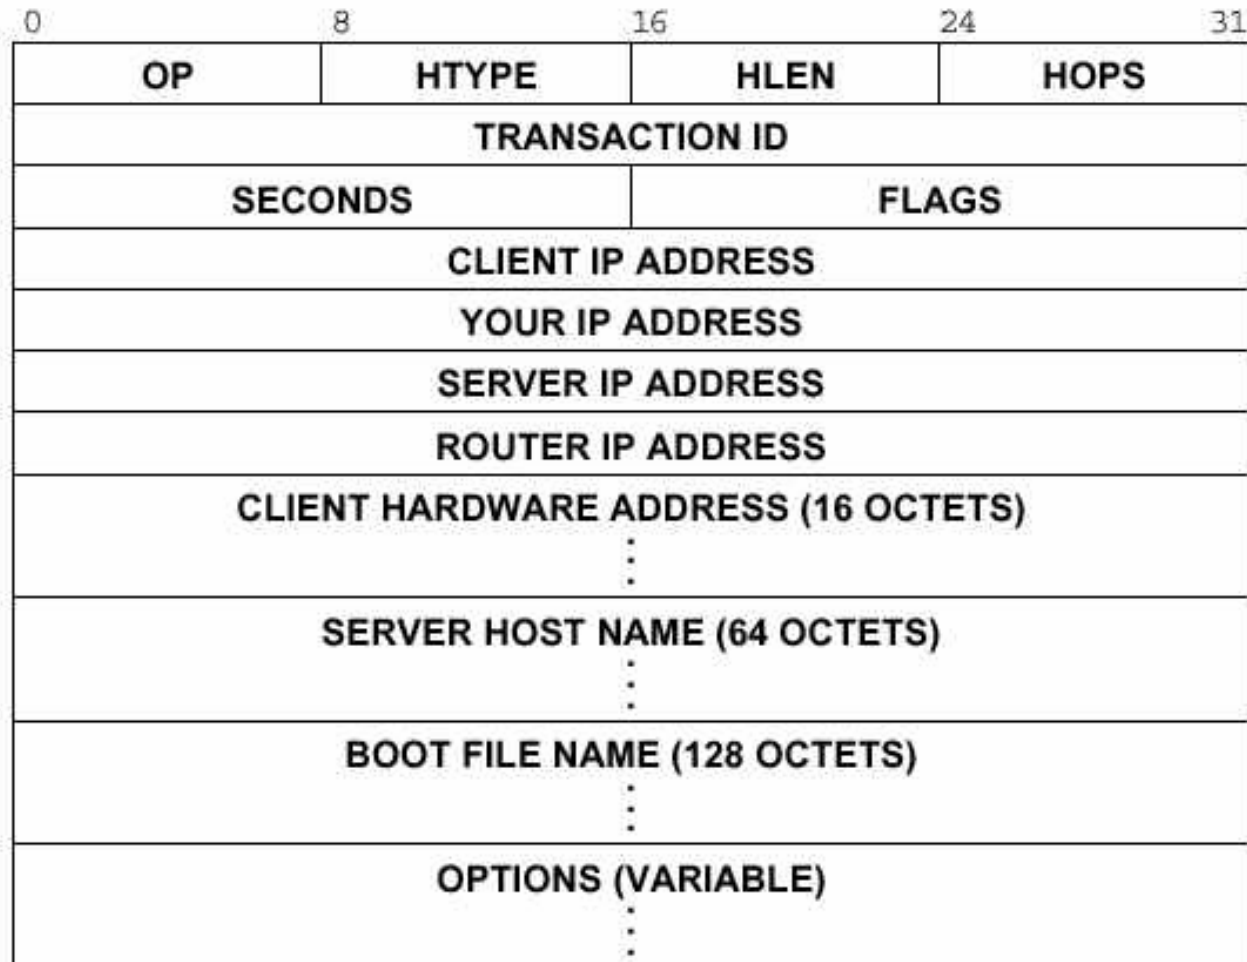 0 8 16 24 31
OP HTYPE HLEN HOPS
TRANSACTION ID
SECONDS FLAGS
CLIENT IP ADDRESS
YOUR IP ADDRESS
SERVER IP ADDRESS
ROUTER IP ADDRESS
CLIENT HARDWARE ADDRESS (16 OCTETS)
SERVER HOST NAME (64 OCTETS)
BOOT FILE NAME (128 OCTETS)
OPTIONS (VARIABLE)